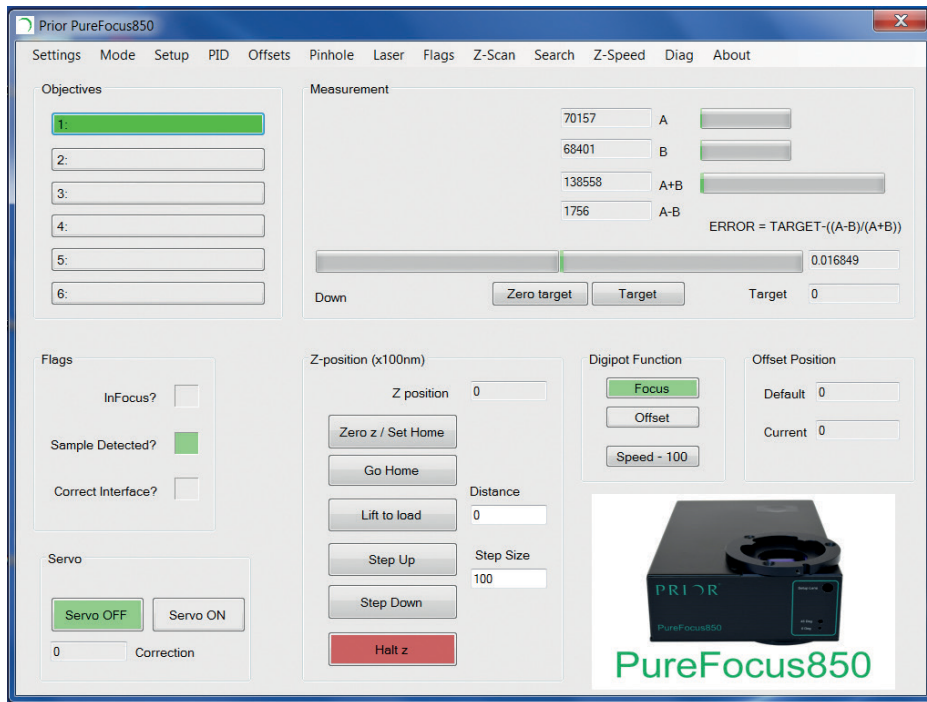 Prior PureFocus850
Settings Mode Setup PID Offsets Pinhole Laser Flags Z-Scan Search Z-Speed Diag About
Objectives
1:
2:
3:
4:
5:
6:
Measurement
70157 A
68401 B
138558 A+B
1756 A-B
ERROR = TARGET-((A-B)/(A+B))
0.016849
Down Zero target Target Target 0
Flags
InFocus?
Sample Detected?
Correct Interface?
Servo
Servo OFF Servo ON
0 Correction
Z-position (x100nm)
Z position 0
Zero z / Set Home
Go Home
Distance
Lift to load 0
Step Up Step Size
100
Step Down
Halt z
Digipot Function
Focus
Offset
Speed - 100
Offset Position
Default 0
Current 0
PRIOR
PureFocus850
PureFocus850